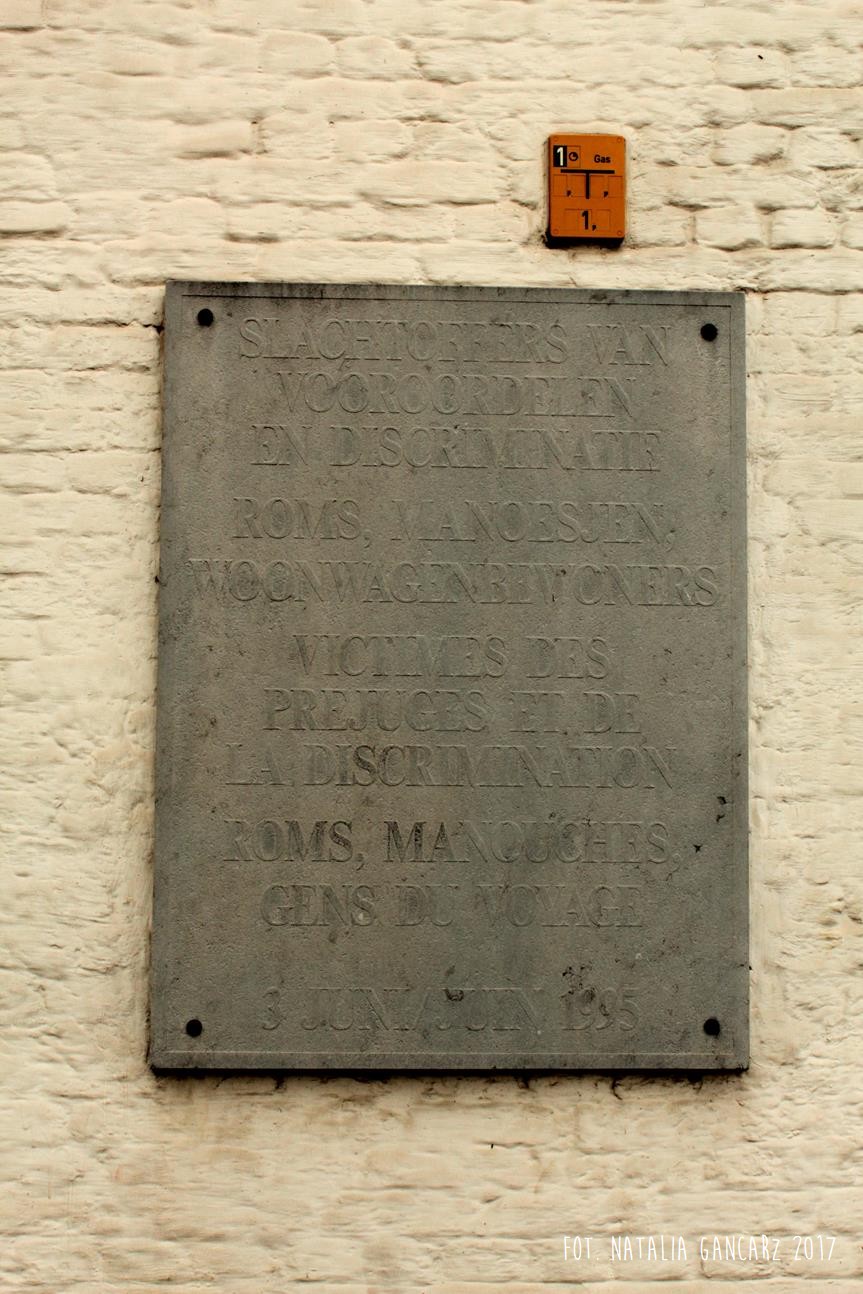 1 Gas
1,
SLACHTOFFERS VAN
VOOROORDELEN
EN DISCRIMINATIE
ROMS, MANOESJEN,
WOONWAGENBEWONERS
VICTIMES DES
PREJUGES ET DE
LA DISCRIMINATION
ROMS, MANOUCHES,
GENS DU VOYAGE
3 JUNI/JUIN 1995
FOT. NATALIA GANCARZ 2017